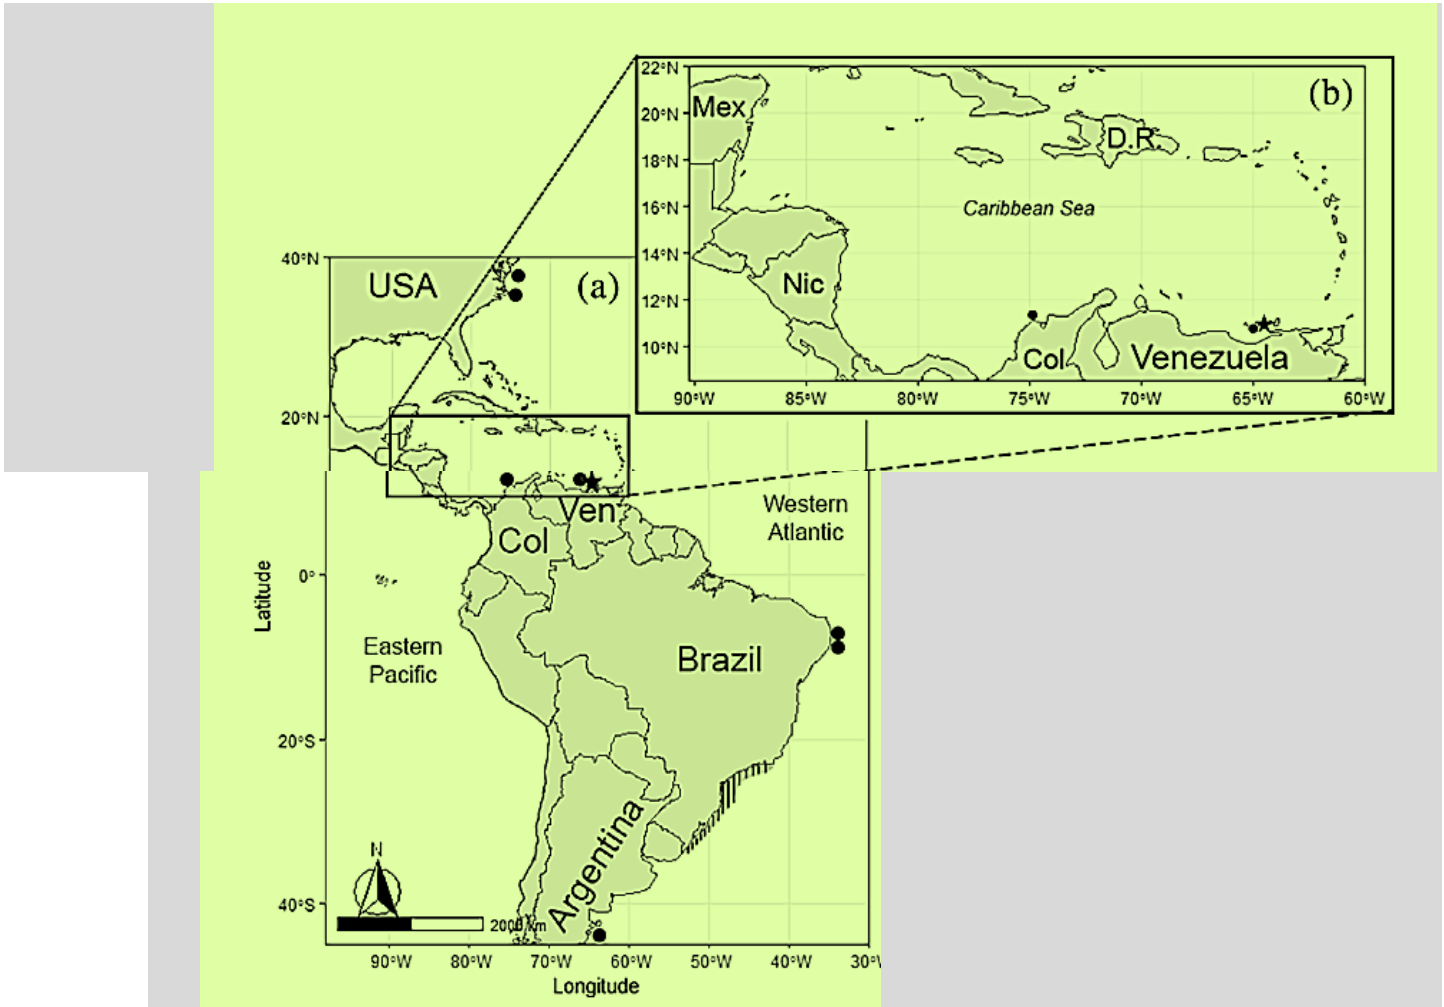 22°N
(b)
Mex
20°N
D.R.
18°N
16°N
Caribbean Sea
14°N
Nic
12°N
10°N
Col
Venezuela
90°W 85°W 80°W 75°W 70°W 65°W 60°W
40°N
USA
(a)
20°N
Ven
Western
Atlantic
Col
0°
Latitude
Eastern
Pacific
Brazil
20°S
Argentina
N
40°S
2000 km
90°W 80°W 70°W 60°W 50°W 40°W 30°
Longitude